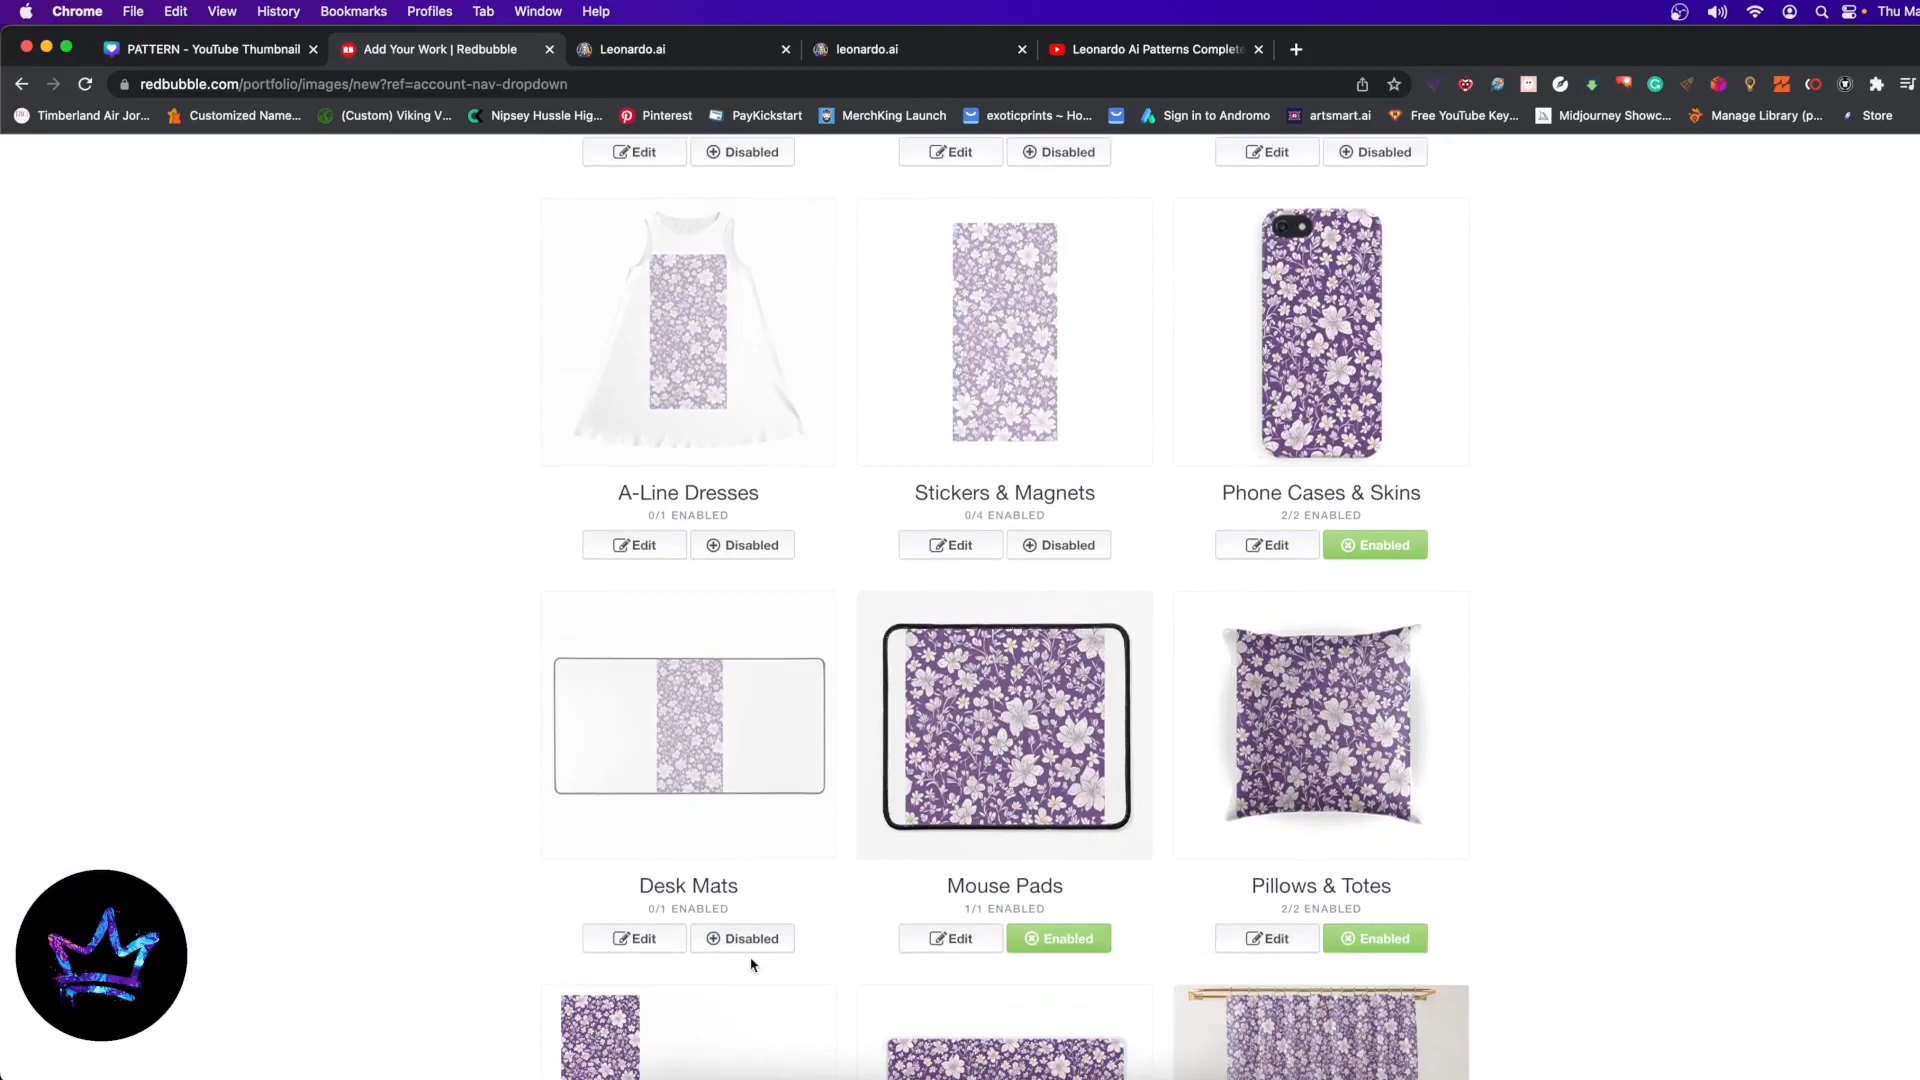 Chrome File Edit View History Bookmarks Profiles Tab Window Help Thu Ma
PATTERN - YouTube Thumbnail Add Your Work | Redbubble Leonardo.ai leonardo.ai Leonardo Ai Patterns Complete
redbubble.com/portfolio/images/new?ref=account-nav-dropdown
Timberland Air Jor... Customized Name... (Custom) Viking V... Nipsey Hussle Hig... Pinterest PayKickstart MerchKing Launch exoticprints ~ Ho... Sign in to Andromo artsmart.ai Free YouTube Key... Midjourney Showc... Manage Library (p... Store
Edit Disabled Edit Disabled Edit Disabled
A-Line Dresses Stickers & Magnets Phone Cases & Skins
0/1 ENABLED 0/4 ENABLED 2/2 ENABLED
Edit Disabled Edit Disabled Edit Enabled
Desk Mats Mouse Pads Pillows & Totes
0/1 ENABLED 1/1 ENABLED 2/2 ENABLED
Edit Disabled Edit Enabled Edit Enabled